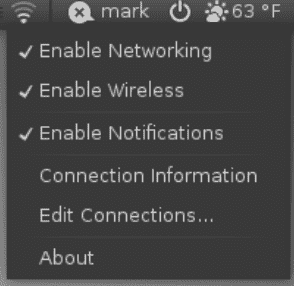 mark 63 °F
Enable Networking
Enable Wireless
Enable Notifications
Connection Information
Edit Connections...
About